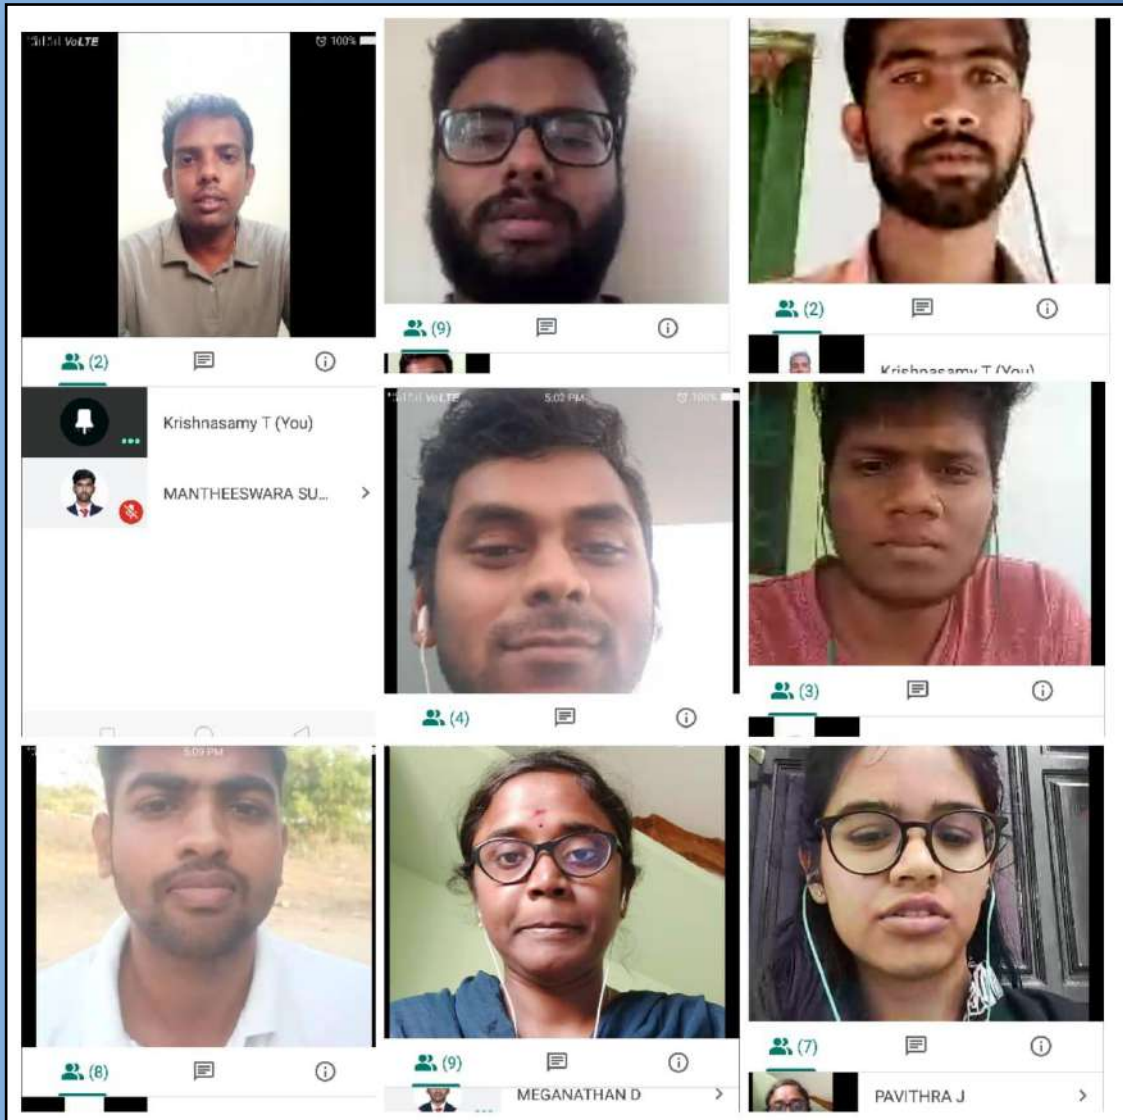 VoLTE 100%
(2)
Krishnasamy T (You)
MANTHEESWARA SU...
(9)
(2)
Krishnasamy T (You)
VoLTE 5:02 PM 100%
(4)
(3)
5:09 PM
(8)
(9)
MEGANATHAN D
(7)
PAVITHRA J